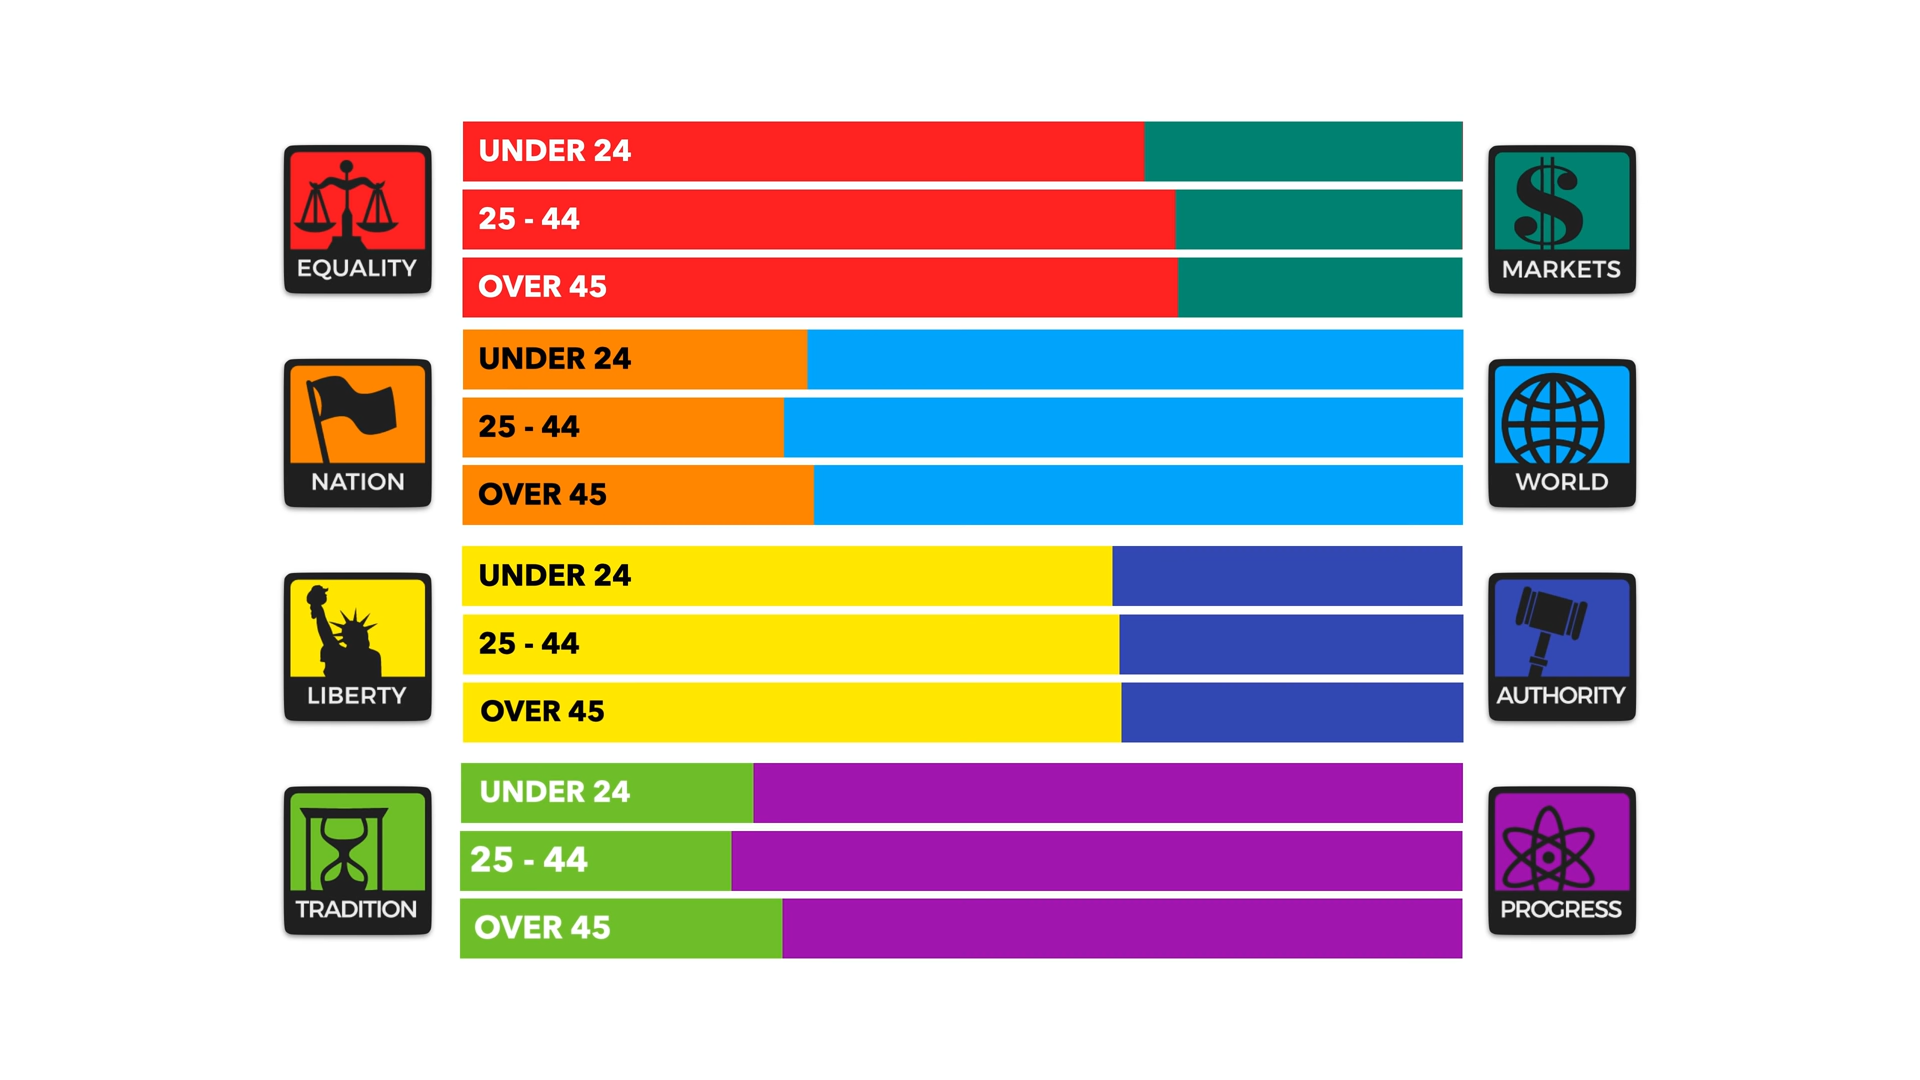 EQUALITY
UNDER 24
25 - 44
OVER 45
MARKETS
NATION
UNDER 24
25 - 44
OVER 45
WORLD
LIBERTY
UNDER 24
25 - 44
OVER 45
AUTHORITY
TRADITION
UNDER 24
25 - 44
OVER 45
PROGRESS